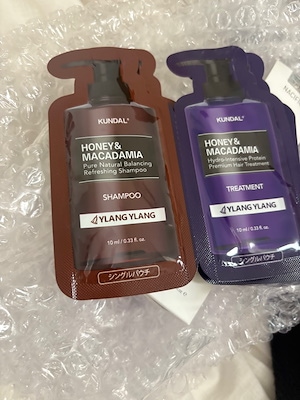 KUNDAL
HONEY&
MACADAMIA
Pure Natural Balancing
Refreshing Shampoo
SHAMPOO
YLANG YLANG
10 ml / 0.33 fl. oz.
シングルパウチ
KUNDAL
HONEY&
MACADAMIA
Hydro-Intensive Protein
Premium Hair Treatment
TREATMENT
YLANG YLANG
10 ml / 0.33 fl. oz.
シングルパウチ